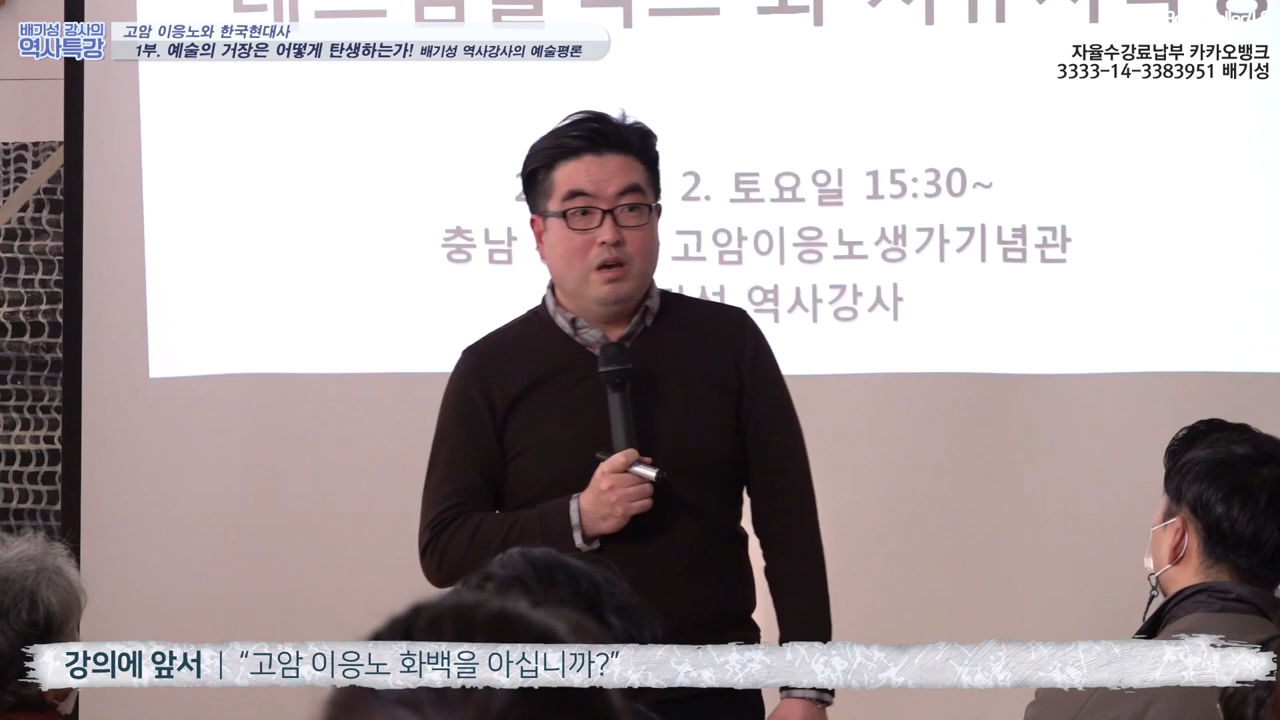 배기성 강사의
역사특강
고암 이응노와 한국현대사
1부. 예술의 거장은 어떻게 탄생하는가! 배기성 역사강사의 예술평론
자율수강료납부 카카오뱅크
3333-14-3383951 배기성
2. 토요일 15:30~
충남 고암이응노생가기념관
역사강사
강의에 앞서 | “고암 이응노 화백을 아십니까?”